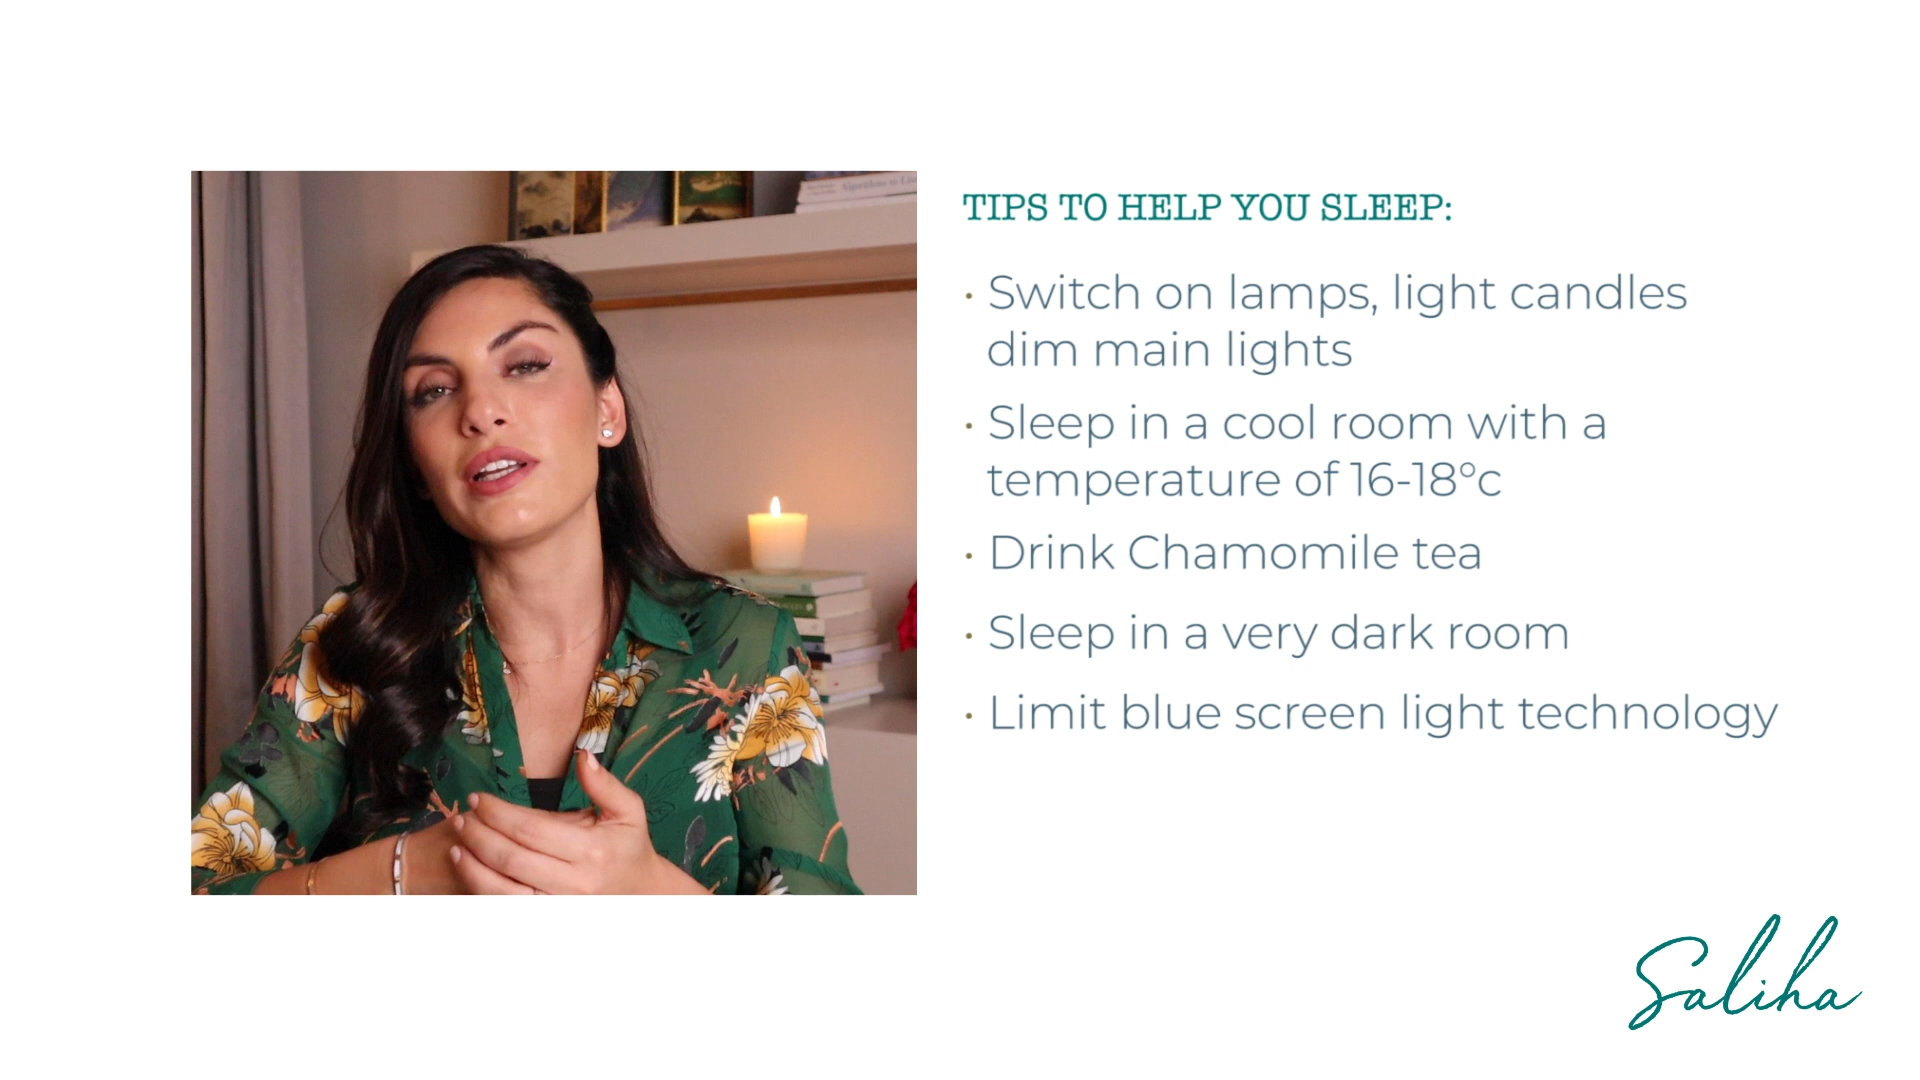 TIPS TO HELP YOU SLEEP:
• Switch on lamps, light candles
dim main lights
• Sleep in a cool room with a
temperature of 16-18°c
• Drink Chamomile tea
• Sleep in a very dark room
• Limit blue screen light technology
Saliha